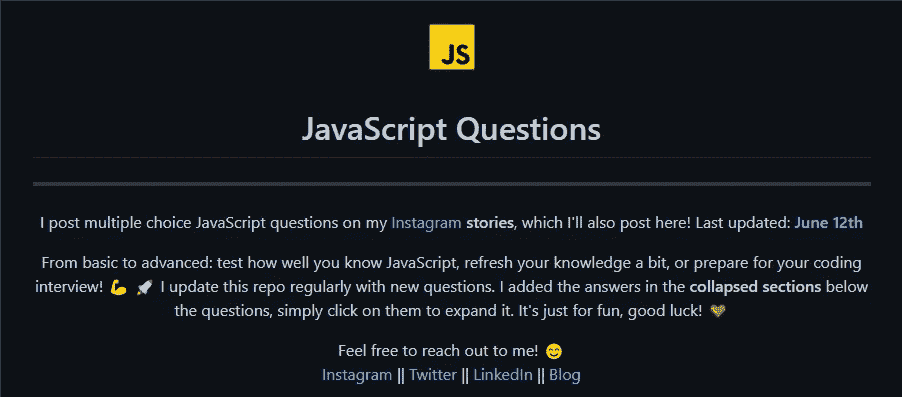 JS
JavaScript Questions
I post multiple choice JavaScript questions on my Instagram stories, which I'll also post here! Last updated: June 12th
From basic to advanced: test how well you know JavaScript, refresh your knowledge a bit, or prepare for your coding
interview! 💪 🚀 I update this repo regularly with new questions. I added the answers in the collapsed sections below
the questions, simply click on them to expand it. It's just for fun, good luck! 💛
Feel free to reach out to me! 😊
Instagram || Twitter || LinkedIn || Blog